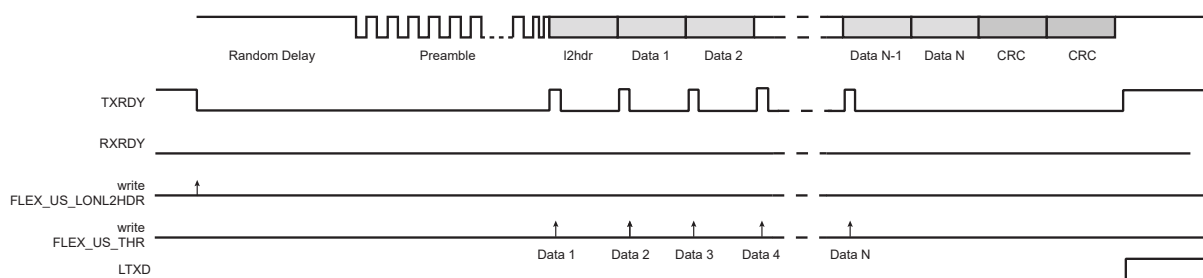 Random Delay Preamble l2hdr Data 1 Data 2 Data N-1 Data N CRC CRC
TXRDY
RXRDY
write
FLEX_US_LONL2HDR
write
FLEX_US_THR
Data 1 Data 2 Data 3 Data 4 Data N
LTXD